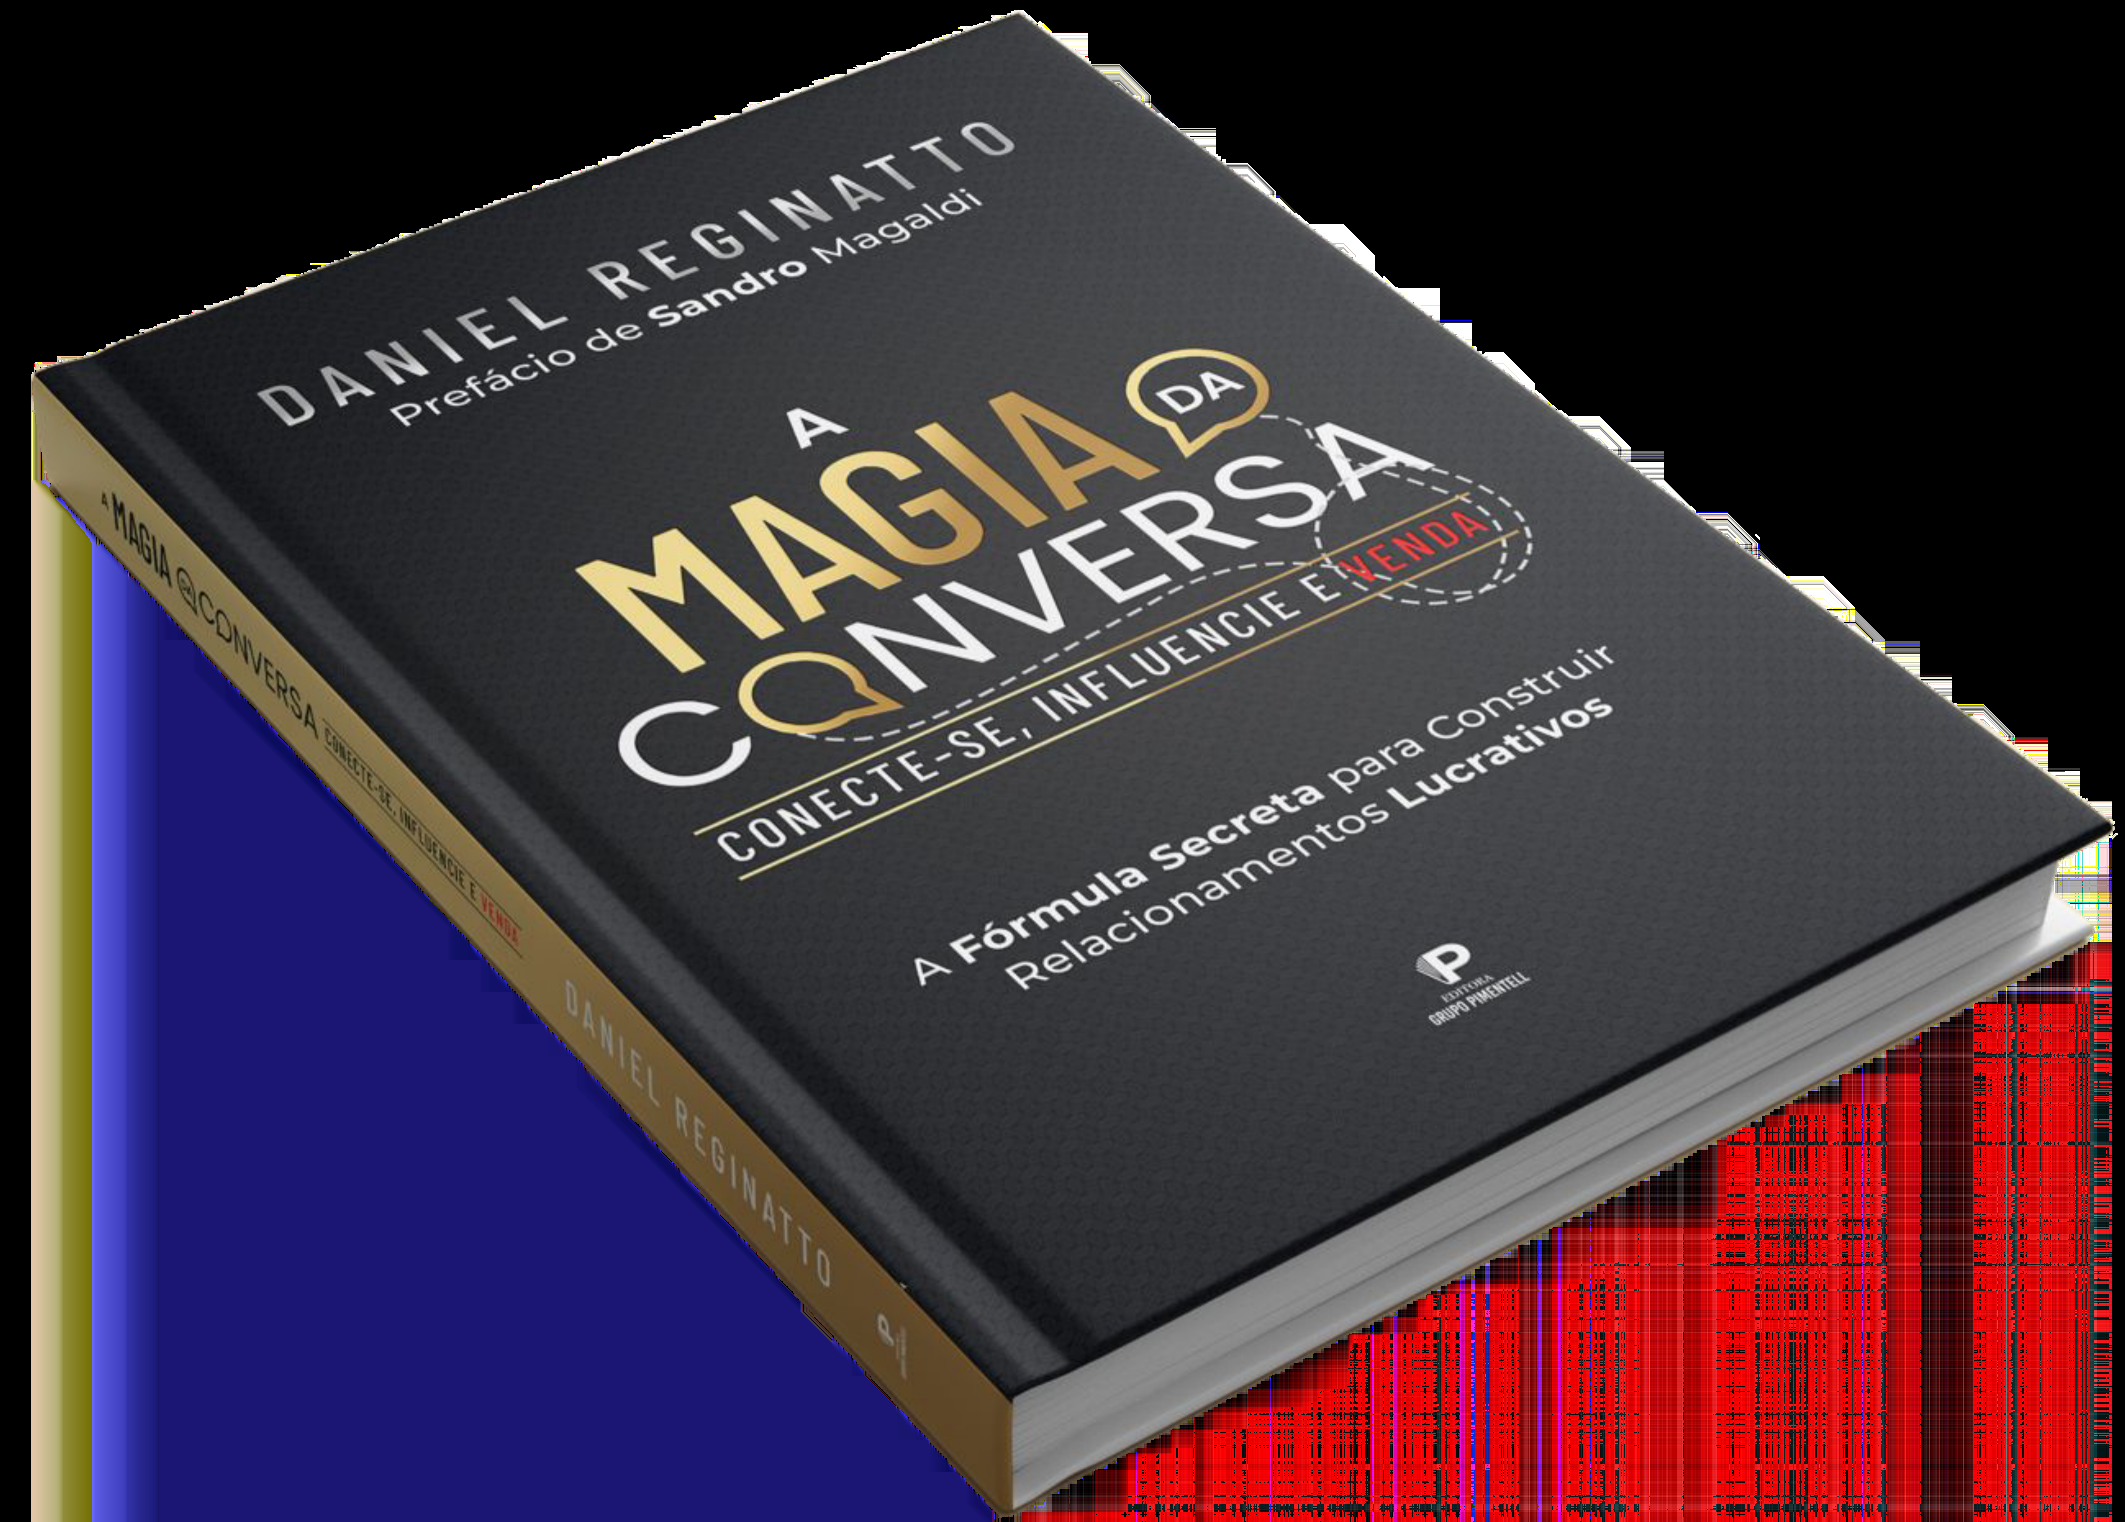 DANIEL REGINATTO
Prefácio de Sandro Magaldi
A
MAGIA DA
CONVERSA
CONECTE-SE, INFLUENCIE E VENDA
A Fórmula Secreta para Construir
Relacionamentos Lucrativos
P
EDITORA
GRUPO PIMENTELL
A MAGIA DA CONVERSA CONECTE-SE, INFLUENCIE E VENDA DANIEL REGINATTO P